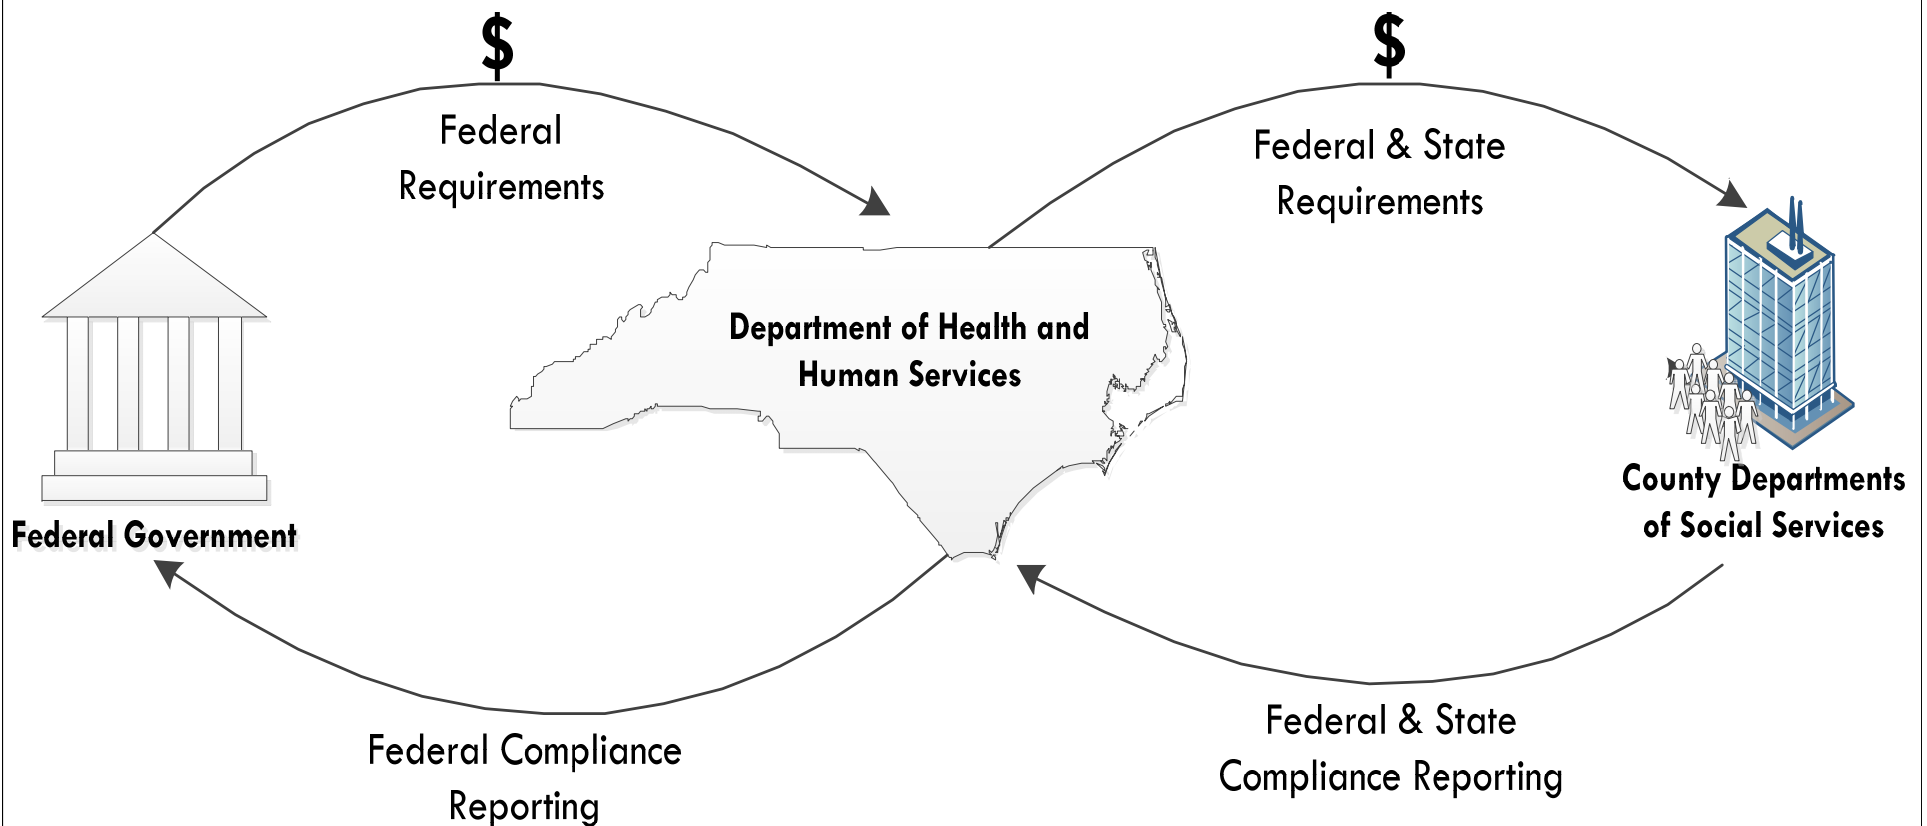 $
$
Federal
Requirements
Federal & State
Requirements
Department of Health and
Human Services
County Departments
of Social Services
Federal Government
Federal & State
Compliance Reporting
Federal Compliance
Reporting